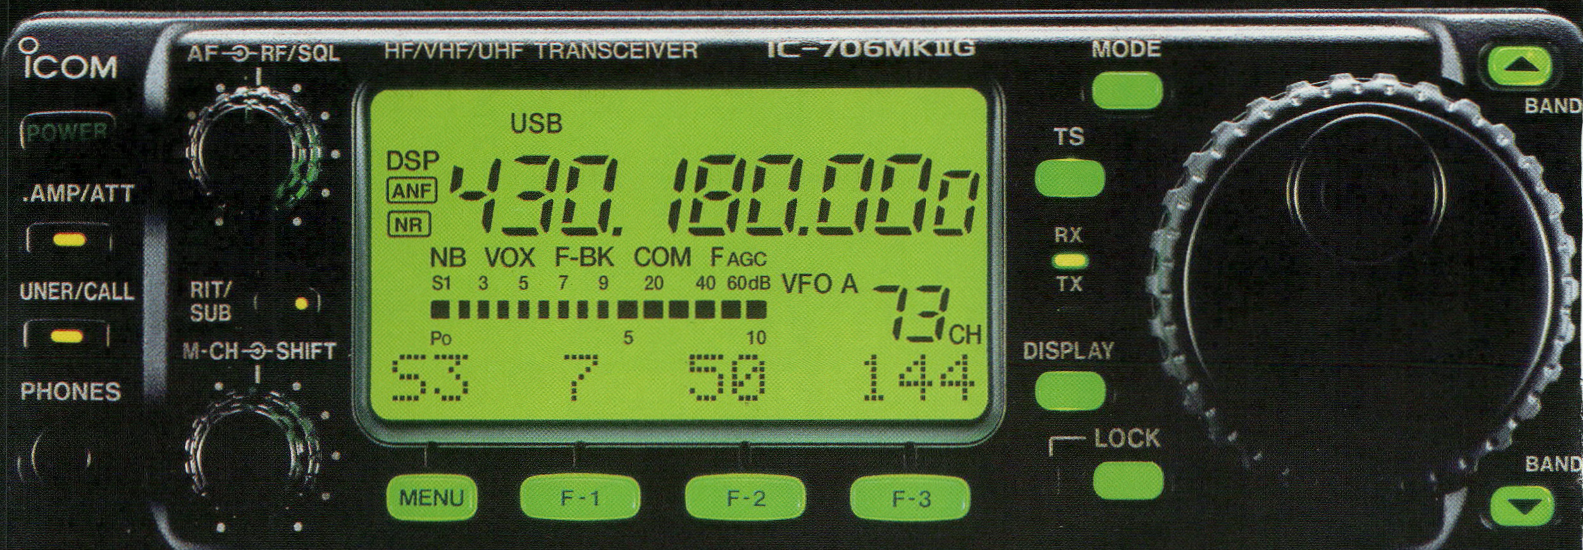 ICOM
AF RF/SQL
HF/VHF/UHF TRANSCEIVER IC-706MKIIG
MODE
BAND
POWER
.AMP/ATT
UNER/CALL
PHONES
RIT/
SUB
M-CH SHIFT
USB
DSP
ANF
NR
430.180.000
NB VOX F-BK COM F AGC
S1 3 5 7 9 20 40 60dB
VFO A 73 CH
Po 5 10
S3 7 50 144
MENU F-1 F-2 F-3
TS
RX
TX
DISPLAY
LOCK
BAND